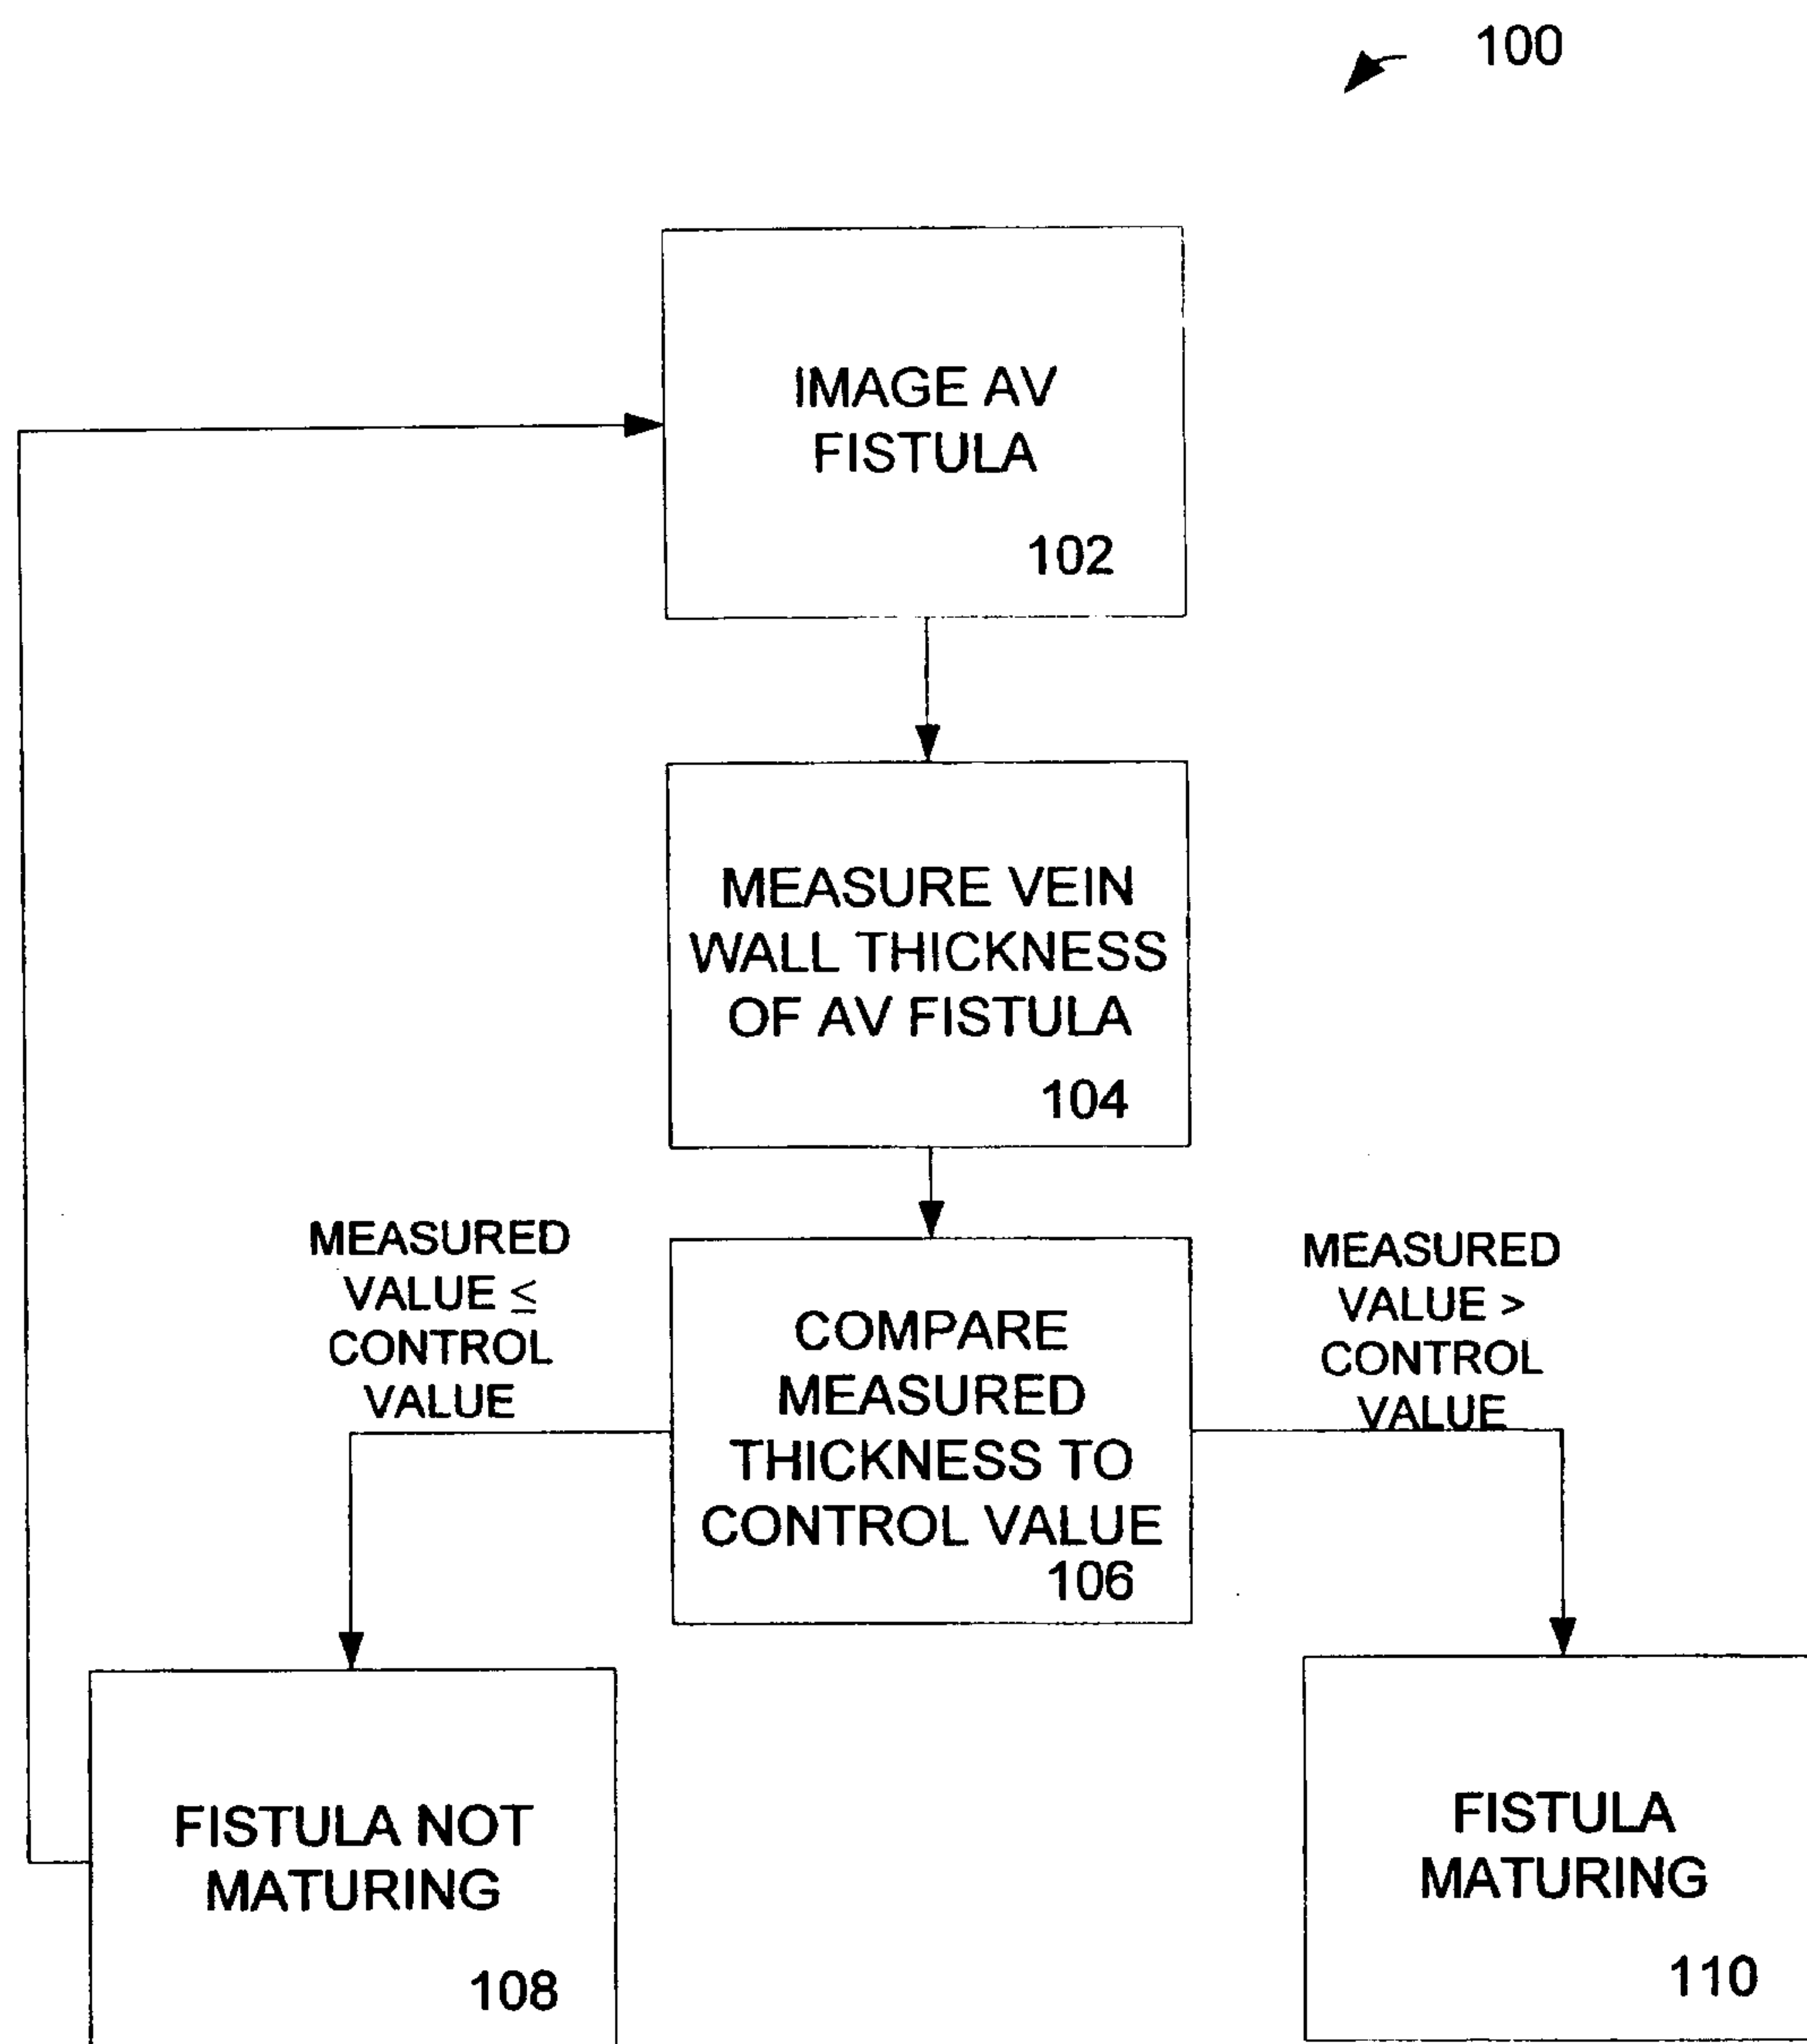 100
IMAGE AV
FISTULA
102
MEASURE VEIN
WALL THICKNESS
OF AV FISTULA
104
MEASURED
VALUE ≤
CONTROL
VALUE
MEASURED
VALUE >
CONTROL
VALUE
COMPARE
MEASURED
THICKNESS TO
CONTROL VALUE
106
FISTULA NOT
MATURING
108
FISTULA
MATURING
110